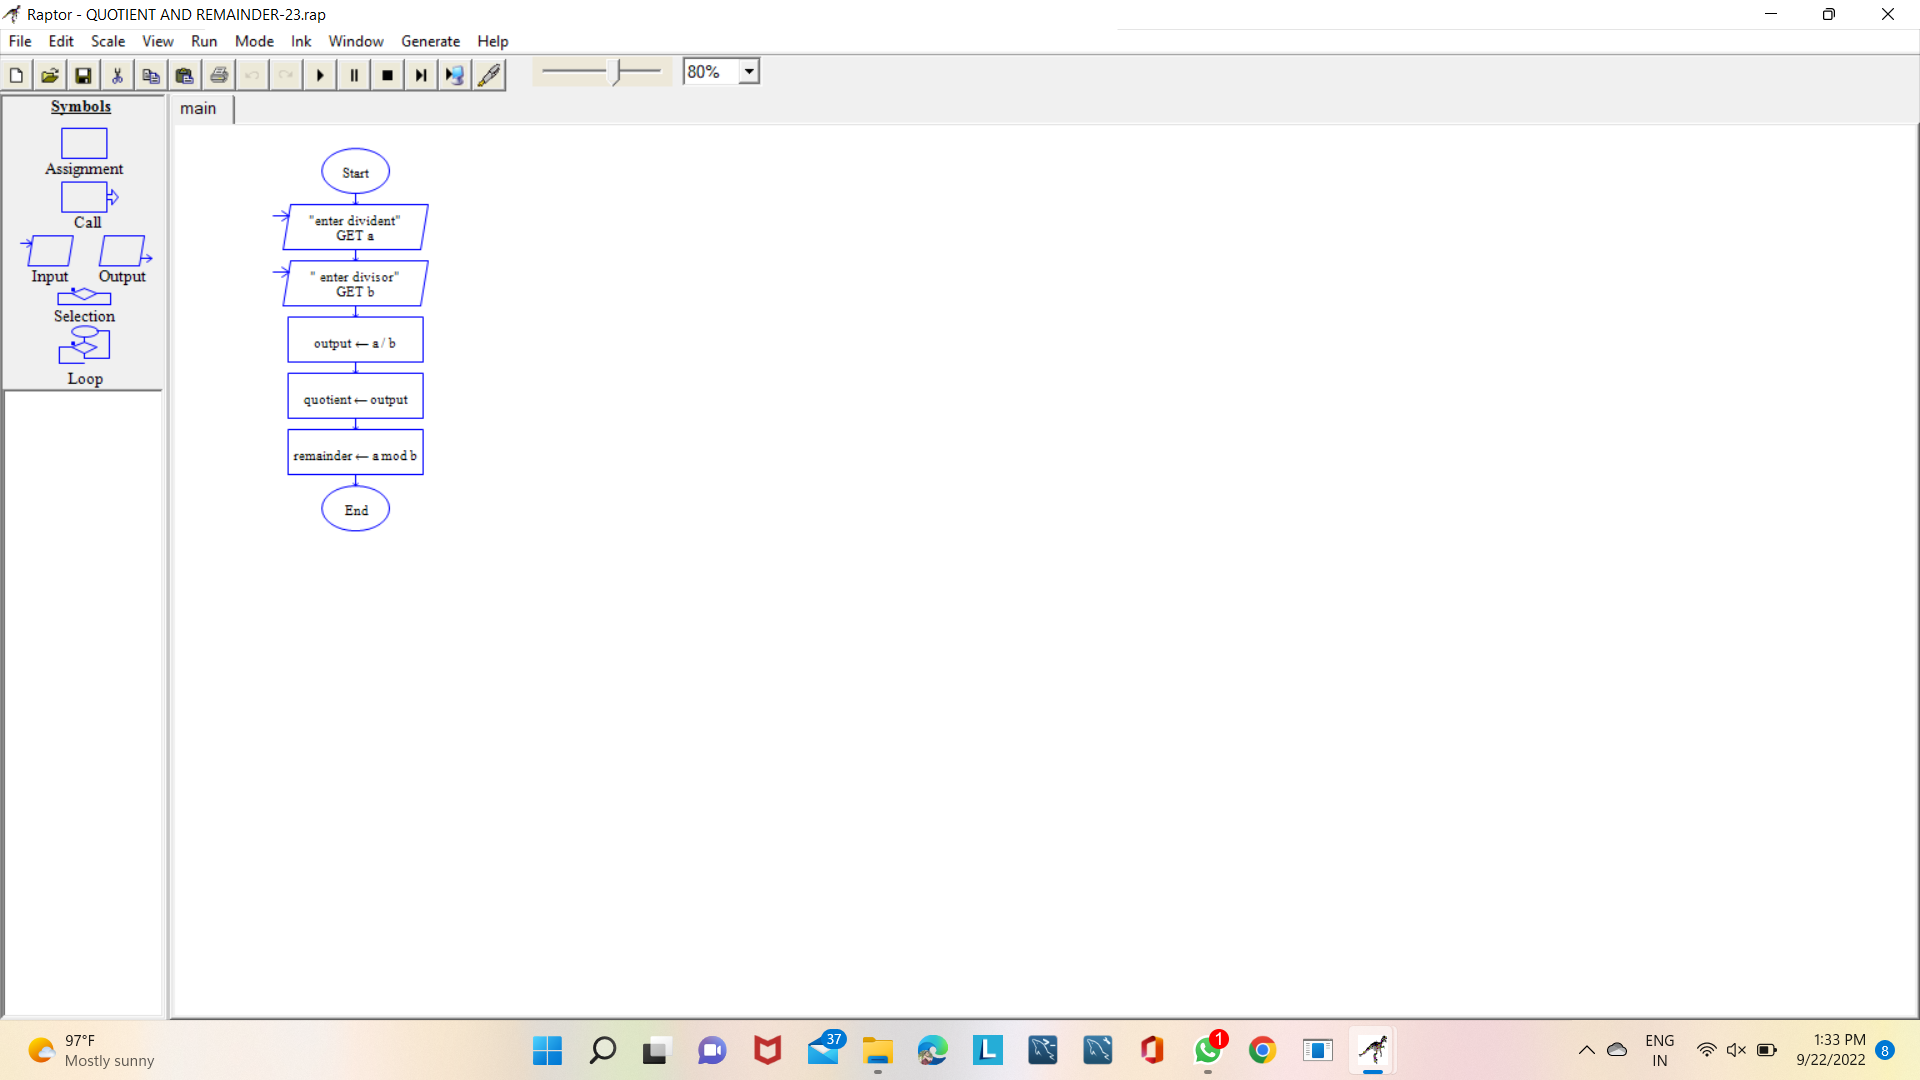 Raptor - QUOTIENT AND REMAINDER-23.rap
File Edit Scale View Run Mode Ink Window Generate Help
80%
Symbols
Assignment
Call
Input Output
Selection
Loop
main
Start
"enter divident"
GET a
" enter divisor"
GET b
output ← a / b
quotient ← output
remainder ← a mod b
End
97°F
Mostly sunny
37
L
1
ENG
IN
1:33 PM
9/22/2022
8